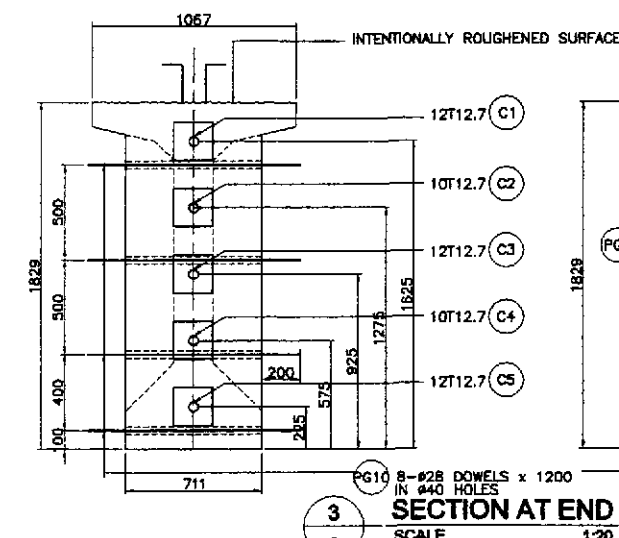 1067
INTENTIONALLY ROUGHENED SURFACE
12T12.7 C1
10T12.7 C2
12T12.7 C3
10T12.7 C4
12T12.7 C5
1829
500
500
400
100
200
225
575
925
1275
1625
1829
711
PG10 8-ø28 DOWELS x 1200
IN ø40 HOLES
3 SECTION AT END
SCALE 1:20